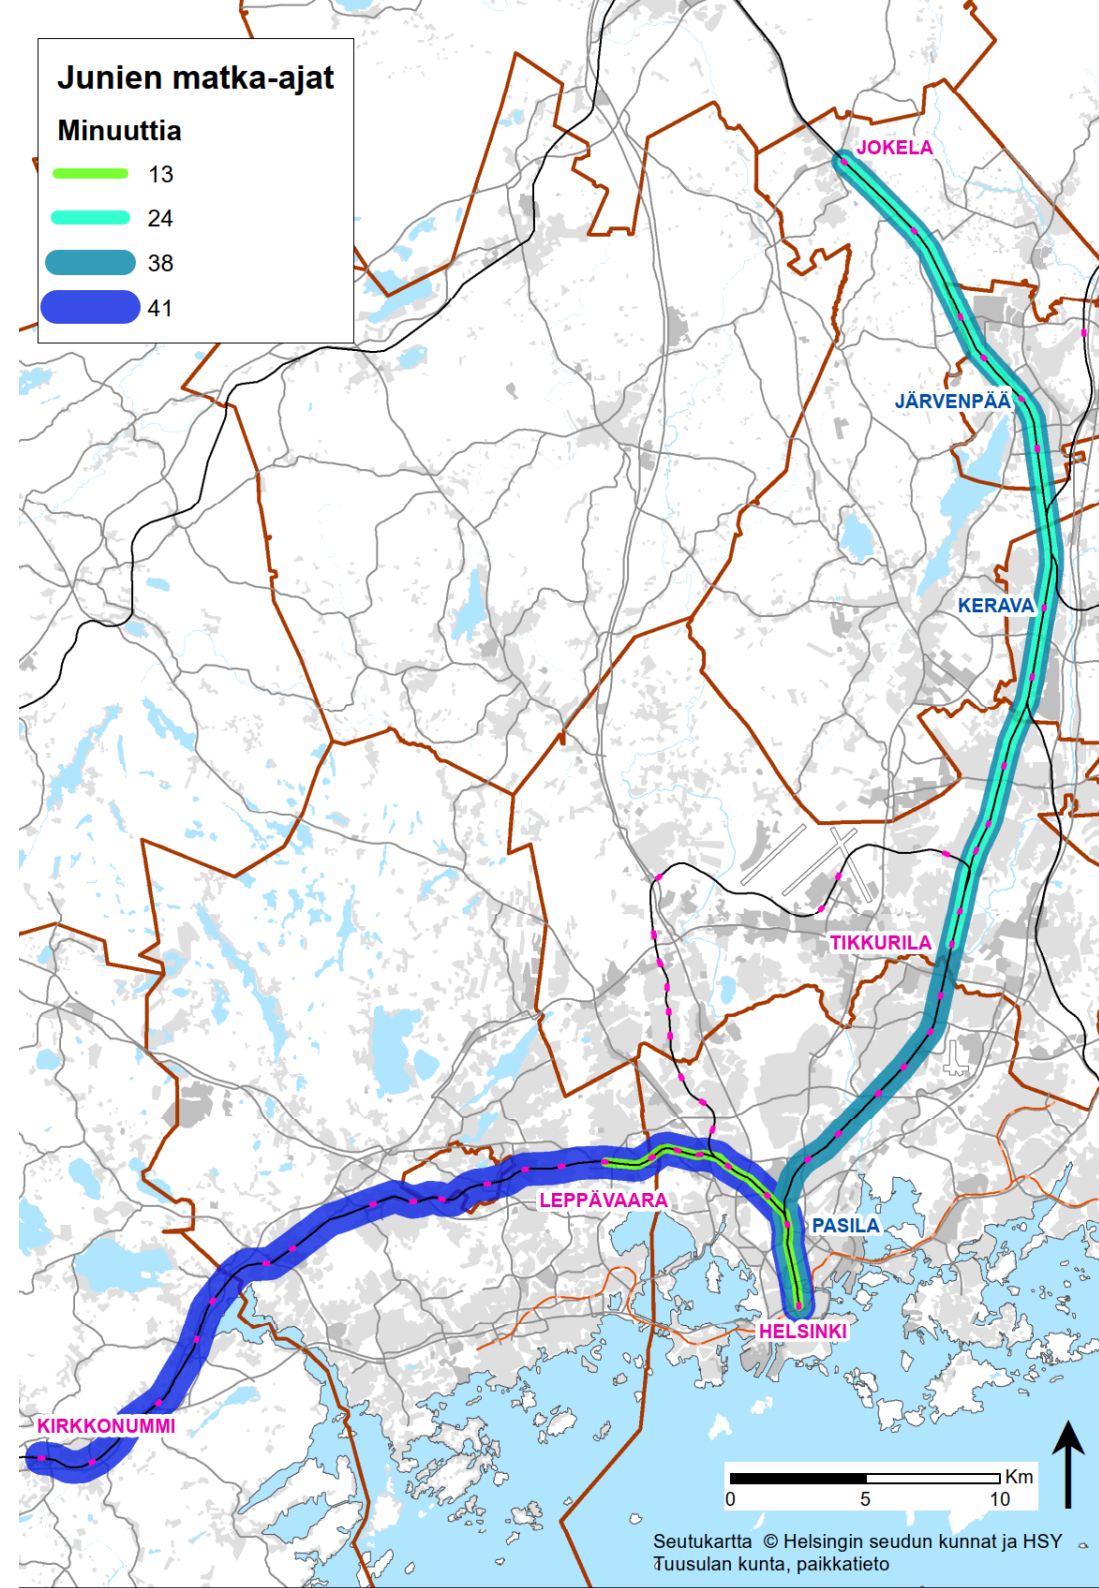 Junien matka-ajat
Minuuttia
13
24
38
41
JOKELA
JÄRVENPÄÄ
KERAVA
TIKKURILA
LEPPÄVAARA
PASILA
HELSINKI
KIRKKONUMMI
Km
0 5 10
Seutukartta © Helsingin seudun kunnat ja HSY
Tuusulan kunta, paikkatieto